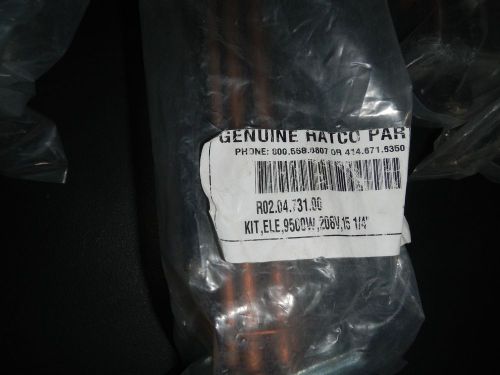 GENUINE HATCO PAR
PHONE: 800.558.0607 OR 414.671.6350
R02.04.731.00
KIT,ELE,9500W,208V,15 1/4"